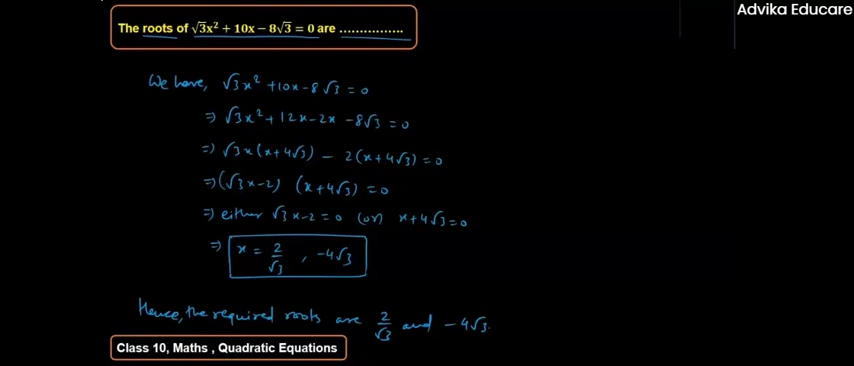 Advika Educare
The roots of √3x² + 10x − 8√3 = 0 are ................
We have, √3x² + 10x - 8√3 = 0
⇒ √3x² + 12x - 2x - 8√3 = 0
⇒ √3x(x + 4√3) - 2(x + 4√3) = 0
⇒ (√3x - 2) (x + 4√3) = 0
⇒ either √3x - 2 = 0 (or) x + 4√3 = 0
⇒ x = 2/√3 , -4√3
Hence, the required roots are 2/√3 and -4√3.
Class 10, Maths , Quadratic Equations